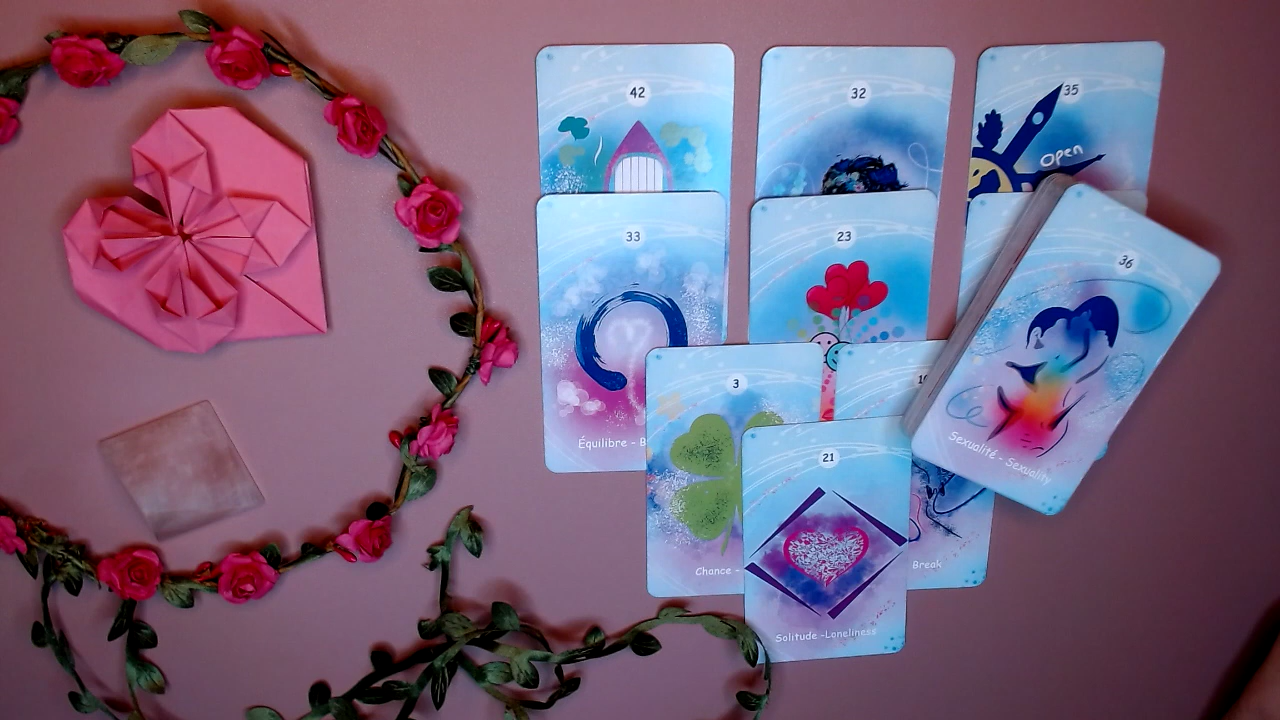 42
32
35
Open
33
23
36
Équilibre - B
3
Sexualité - Sexuality
21
Chance -
Break
Solitude -Loneliness